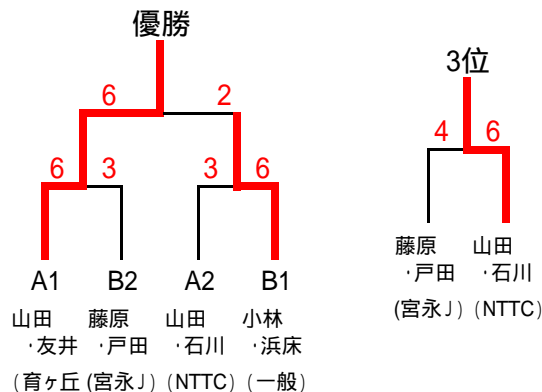 優勝
6 2
6 3 3 6
A1 B2 A2 B1
山田 藤原 山田 小林
・友井 ・戸田 ・石川 ・浜床
(育ヶ丘 (宮永J) (NTTC) (一般)
3位
4 6
藤原 山田
・戸田 ・石川
(宮永J) (NTTC)